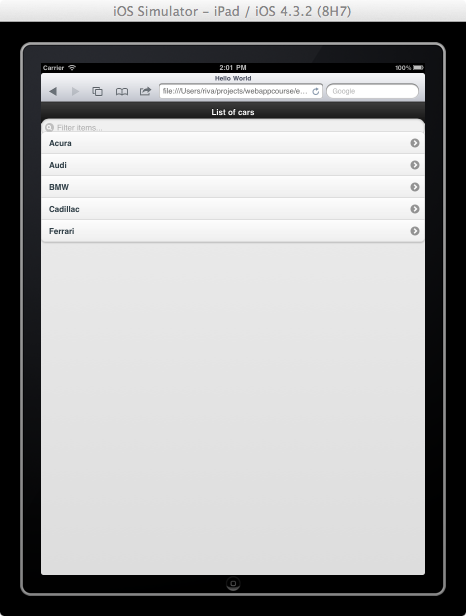 iOS Simulator – iPad / iOS 4.3.2 (8H7)
Carrier 2:01 PM 100%
Hello World
file:///Users/riva/projects/webappcourse/e... Google
List of cars
Filter items...
Acura
Audi
BMW
Cadillac
Ferrari